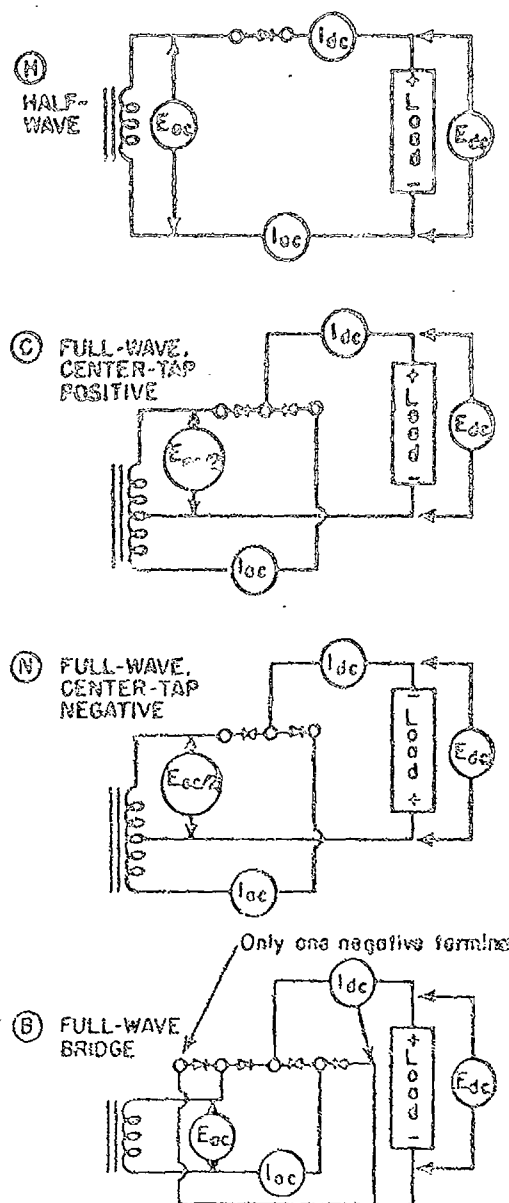 H
HALF-
WAVE
Eac
Idc
+ Load -
Edc
Iac
C
FULL-WAVE,
CENTER-TAP
POSITIVE
Idc
+ Load -
Edc
Iac
N
FULL-WAVE,
CENTER-TAP
NEGATIVE
Idc
Eac/2
- Load +
Edc
Iac
Only one negative
B
FULL-WAVE
BRIDGE
Idc
+ Load
Edc
Eac
Iac